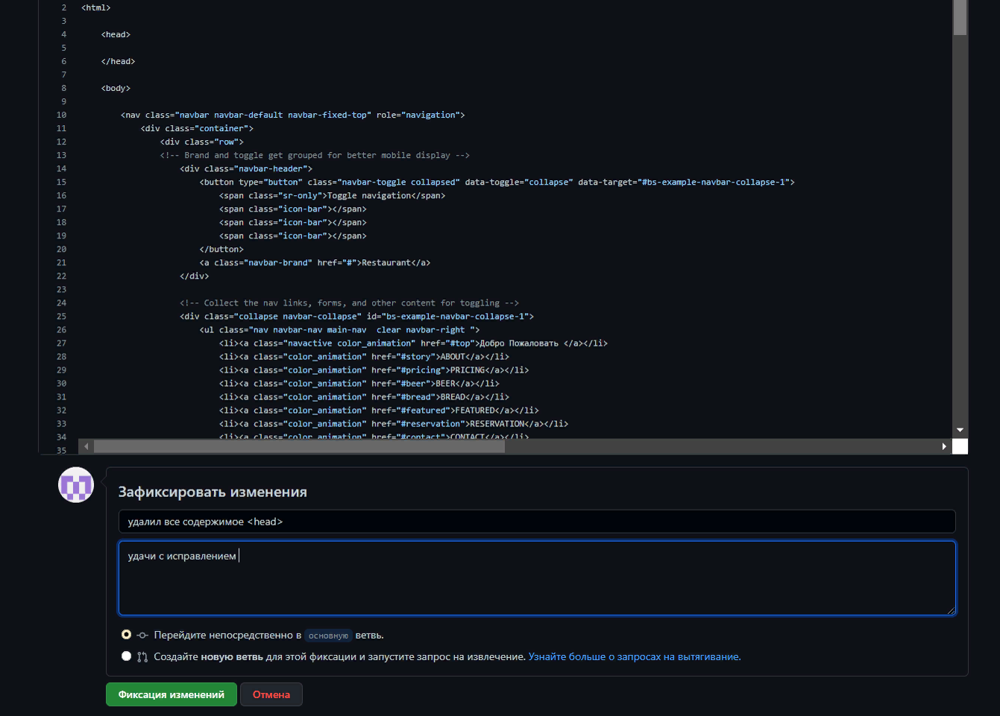 2 <html>
3
4 <head>
5
6 </head>
7
8 <body>
9
10 <nav class="navbar navbar-default navbar-fixed-top" role="navigation">
11 <div class="container">
12 <div class="row">
13 <!-- Brand and toggle get grouped for better mobile display -->
14 <div class="navbar-header">
15 <button type="button" class="navbar-toggle collapsed" data-toggle="collapse" data-target="#bs-example-navbar-collapse-1">
16 <span class="sr-only">Toggle navigation</span>
17 <span class="icon-bar"></span>
18 <span class="icon-bar"></span>
19 <span class="icon-bar"></span>
20 </button>
21 <a class="navbar-brand" href="#">Restaurant</a>
22 </div>
23
24 <!-- Collect the nav links, forms, and other content for toggling -->
25 <div class="collapse navbar-collapse" id="bs-example-navbar-collapse-1">
26 <ul class="nav navbar-nav main-nav  clear navbar-right ">
27 <li><a class="navactive color_animation" href="#top">Добро Пожаловать </a></li>
28 <li><a class="color_animation" href="#story">ABOUT</a></li>
29 <li><a class="color_animation" href="#pricing">PRICING</a></li>
30 <li><a class="color_animation" href="#beer">BEER</a></li>
31 <li><a class="color_animation" href="#bread">BREAD</a></li>
32 <li><a class="color_animation" href="#featured">FEATURED</a></li>
33 <li><a class="color_animation" href="#reservation">RESERVATION</a></li>
34 <li><a class="color_animation" href="#contact">CONTACT</a></li>
35
Зафиксировать изменения
удалил все содержимое <head>
удачи с исправлением
Перейдите непосредственно в основную ветвь.
Создайте новую ветвь для этой фиксации и запустите запрос на извлечение. Узнайте больше о запросах на вытягивание.
Фиксация изменений Отмена